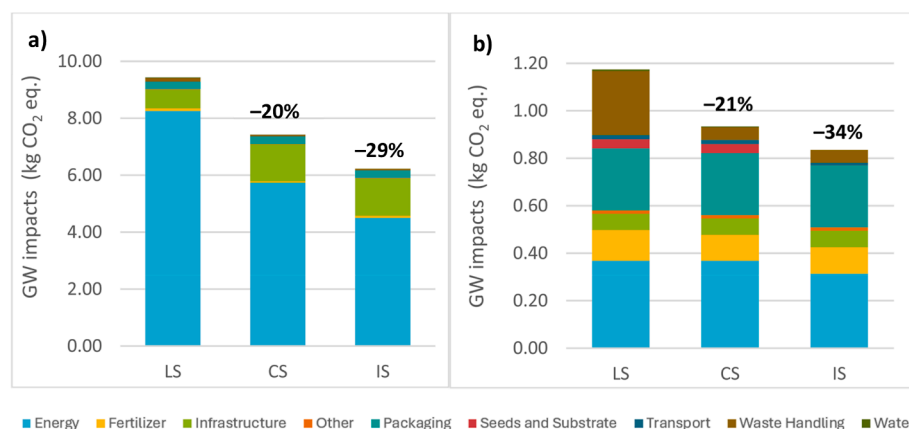 a)
10.00
8.00
6.00
4.00
2.00
0.00
GW impacts (kg CO2 eq.)
–20%
–29%
LS CS IS
b)
1.20
1.00
0.80
0.60
0.40
0.20
0.00
GW impacts (kg CO2 eq.)
–21%
–34%
LS CS IS
Energy Fertilizer Infrastructure Other Packaging Seeds and Substrate Transport Waste Handling Wate